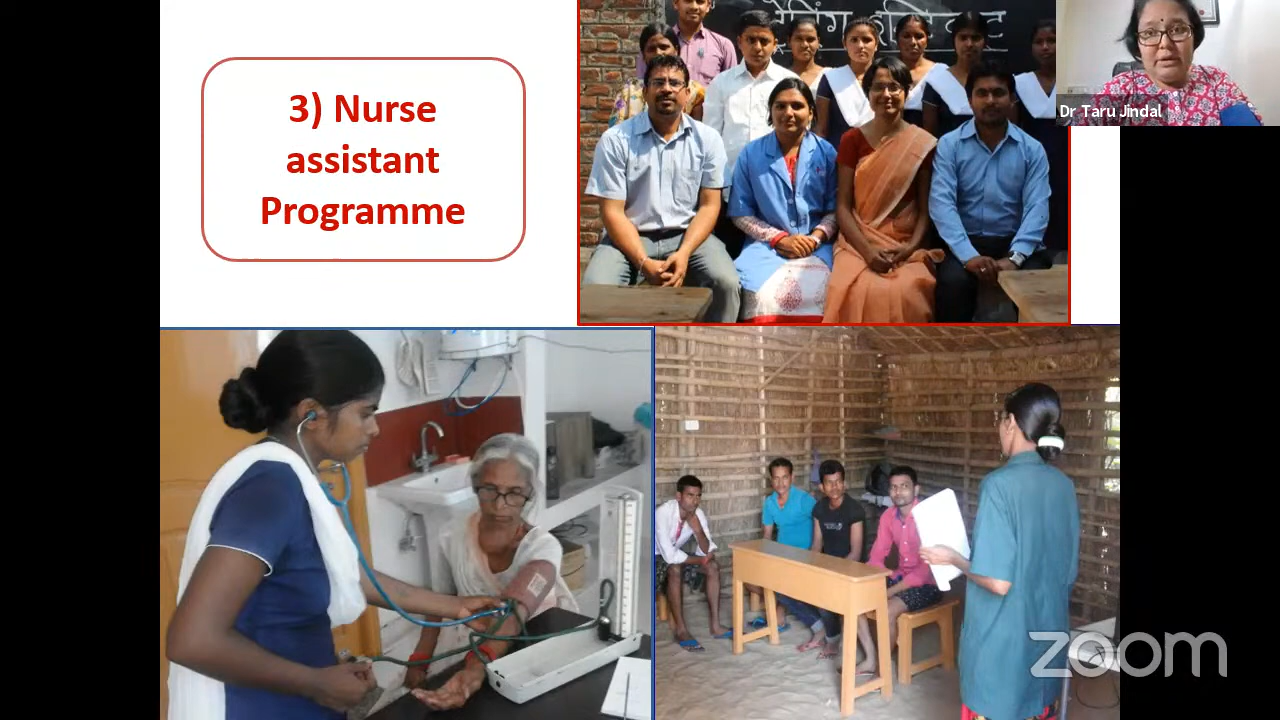 3) Nurse
assistant
Programme
Dr Taru Jindal
zoom